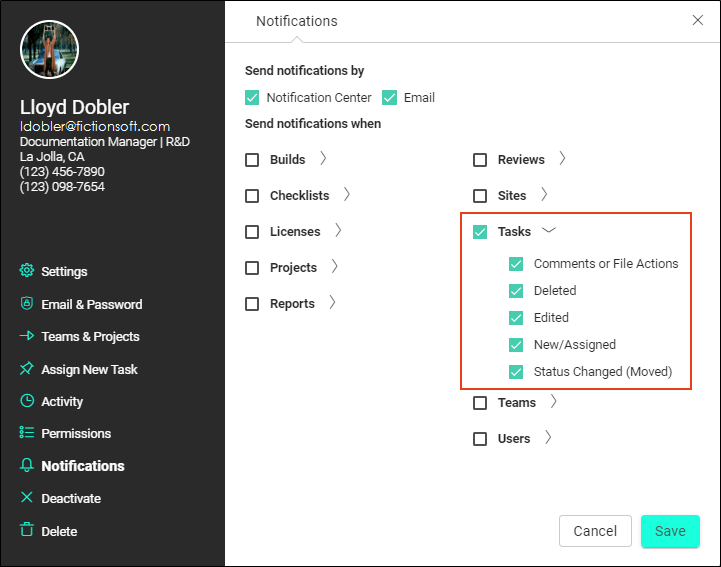 Lloyd Dobler
ldobler@fictionsoft.com
Documentation Manager | R&D
La Jolla, CA
(123) 456-7890
(123) 098-7654
Settings
Email & Password
Teams & Projects
Assign New Task
Activity
Permissions
Notifications
Deactivate
Delete
Notifications
Send notifications by
Notification Center
Email
Send notifications when
Builds
Checklists
Licenses
Projects
Reports
Reviews
Sites
Tasks
Comments or File Actions
Deleted
Edited
New/Assigned
Status Changed (Moved)
Teams
Users
Cancel
Save